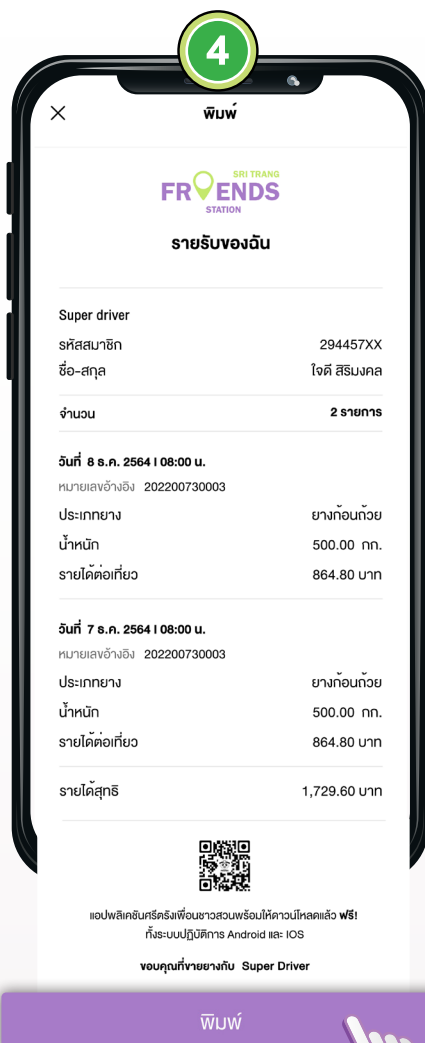 4
พิมพ์
SRI TRANG
FRIENDS
STATION
รายรับของฉัน
Super driver
รหัสสมาชิก 294457XX
ชื่อ-สกุล ใจดี สิริมงคล
จำนวน 2 รายการ
วันที่ 8 ธ.ค. 2564 I 08:00 น.
หมายเลขอ้างอิง 202200730003
ประเภทยาง ยางก้อนถ้วย
น้ำหนัก 500.00 กก.
รายได้ต่อเที่ยว 864.80 บาท
วันที่ 7 ธ.ค. 2564 I 08:00 น.
หมายเลขอ้างอิง 202200730003
ประเภทยาง ยางก้อนถ้วย
น้ำหนัก 500.00 กก.
รายได้ต่อเที่ยว 864.80 บาท
รายได้สุทธิ 1,729.60 บาท
แอปพลิเคชันศรีตรังเพื่อนชาวสวนพร้อมให้ดาวน์โหลดแล้ว ฟรี!
ทั้งระบบปฏิบัติการ Android และ IOS
ขอบคุณที่ขายยางกับ Super Driver
พิมพ์